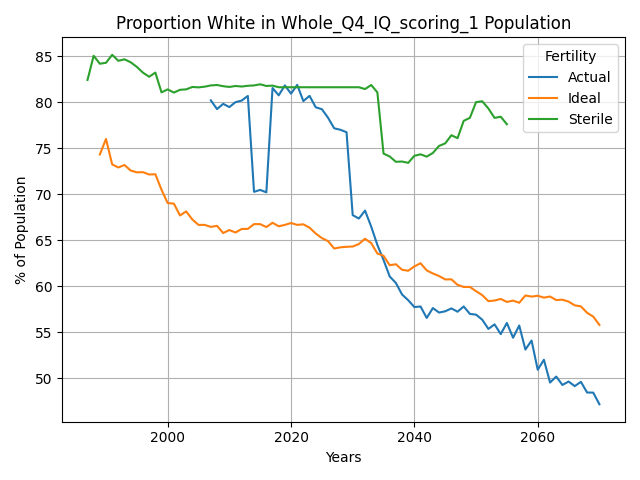 Proportion White in Whole_Q4_IQ_scoring_1 Population
Fertility
Actual
Ideal
Sterile
% of Population
85
80
75
70
65
60
55
50
2000
2020
2040
2060
Years